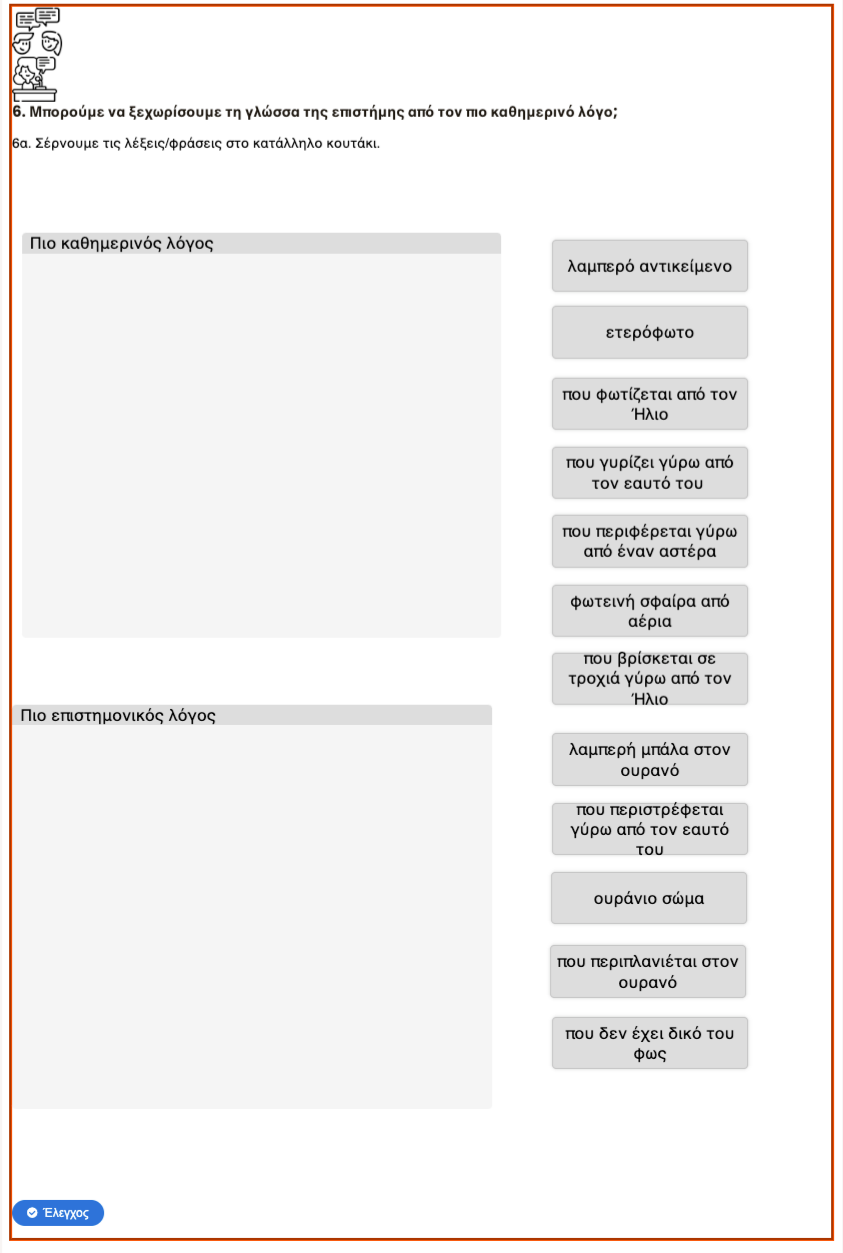 6. Μπορούμε να ξεχωρίσουμε τη γλώσσα της επιστήμης από τον πιο καθημερινό λόγο;
6α. Σέρνουμε τις λέξεις/φράσεις στο κατάλληλο κουτάκι.
Πιο καθημερινός λόγος
λαμπερό αντικείμενο
ετερόφωτο
που φωτίζεται από τον
Ήλιο
που γυρίζει γύρω από
τον εαυτό του
που περιφέρεται γύρω
από έναν αστέρα
φωτεινή σφαίρα από
αέρια
που βρίσκεται σε
τροχιά γύρω από τον
Ήλιο
Πιο επιστημονικός λόγος
λαμπερή μπάλα στον
ουρανό
που περιστρέφεται
γύρω από τον εαυτό
του
ουράνιο σώμα
που περιπλανιέται στον
ουρανό
που δεν έχει δικό του
φως
Έλεγχος